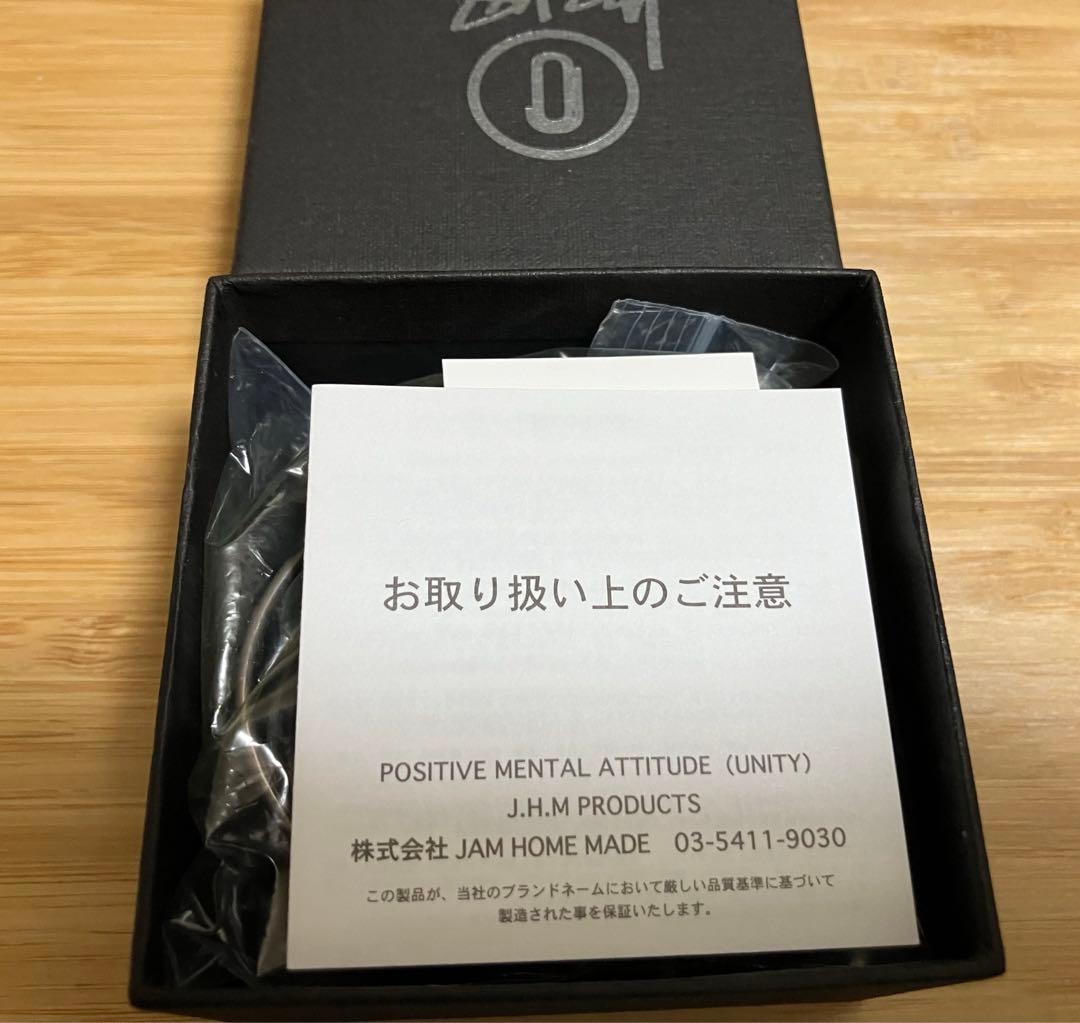 お取り扱い上のご注意
POSITIVE MENTAL ATTITUDE（UNITY）
J.H.M PRODUCTS
株式会社 JAM HOME MADE　03-5411-9030
この製品が、当社のブランドネームにおいて厳しい品質基準に基づいて
製造された事を保証いたします。